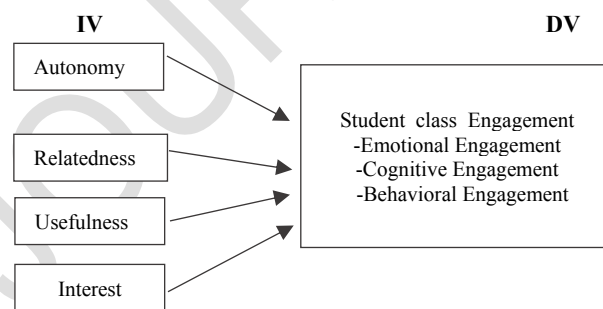 IV
DV
Autonomy
Relatedness
Usefulness
Interest
Student class Engagement
-Emotional Engagement
-Cognitive Engagement
-Behavioral Engagement